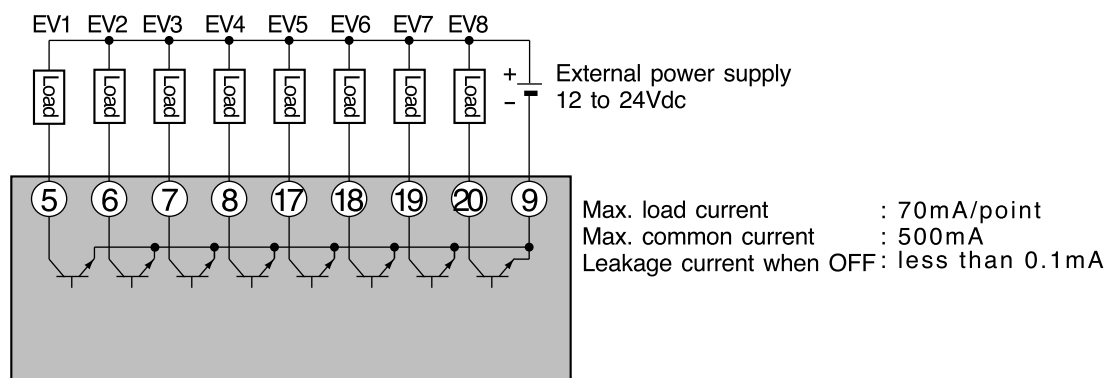 EV1 EV2 EV3 EV4 EV5 EV6 EV7 EV8
Load Load Load Load Load Load Load Load
+ External power supply
− 12 to 24Vdc
5 6 7 8 17 18 19 20 9
Max. load current : 70mA/point
Max. common current : 500mA
Leakage current when OFF : less than 0.1mA